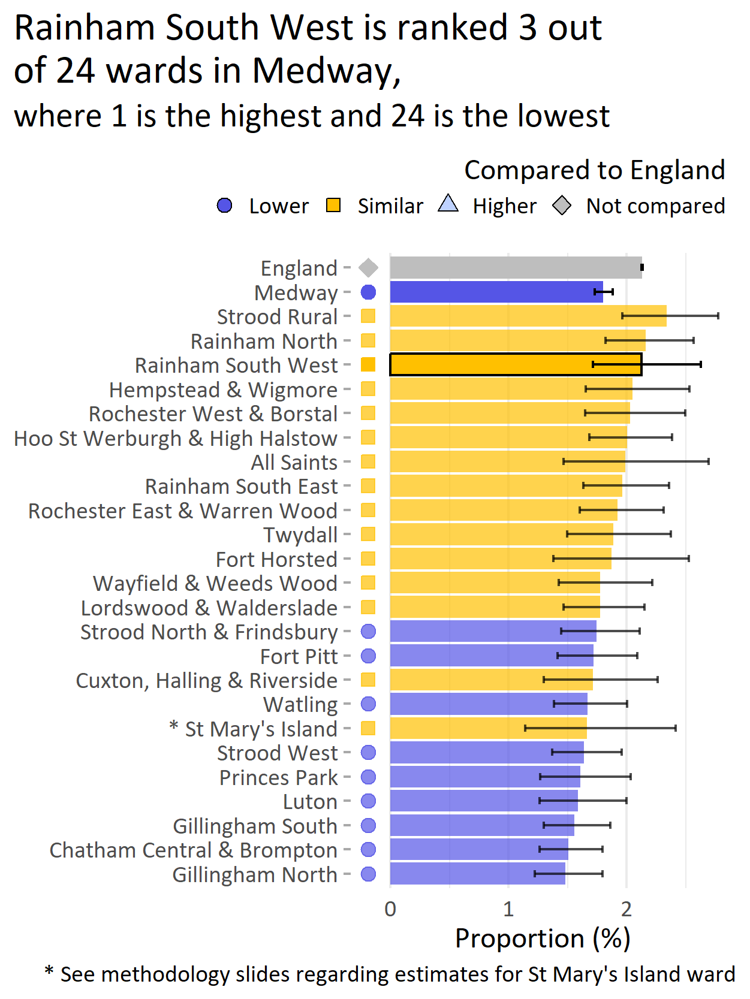 Rainham South West is ranked 3 out
of 24 wards in Medway,
where 1 is the highest and 24 is the lowest
Compared to England
Lower Similar Higher Not compared
England
Medway
Strood Rural
Rainham North
Rainham South West
Hempstead & Wigmore
Rochester West & Borstal
Hoo St Werburgh & High Halstow
All Saints
Rainham South East
Rochester East & Warren Wood
Twydall
Fort Horsted
Wayfield & Weeds Wood
Lordswood & Walderslade
Strood North & Frindsbury
Fort Pitt
Cuxton, Halling & Riverside
Watling
* St Mary's Island
Strood West
Princes Park
Luton
Gillingham South
Chatham Central & Brompton
Gillingham North
0 1 2
Proportion (%)
* See methodology slides regarding estimates for St Mary's Island ward